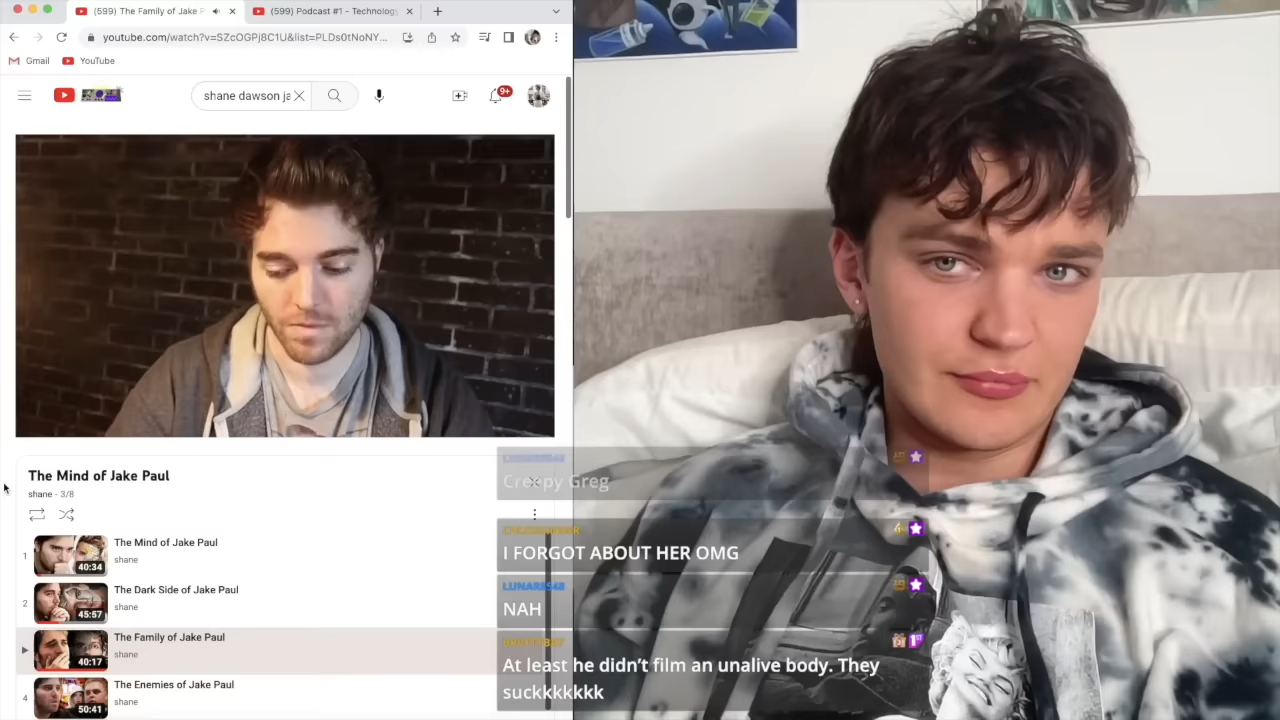 (599) The Family of Jake P
(599) Podcast #1 - Technology
youtube.com/watch?v=SZcOGPj8C1U&list=PLDs0tNoNY...
Gmail
YouTube
shane dawson ja
9+
The Mind of Jake Paul
shane - 3/8
1
The Mind of Jake Paul
shane
40:34
2
The Dark Side of Jake Paul
shane
45:57
The Family of Jake Paul
shane
40:17
4
The Enemies of Jake Paul
shane
50:41
Creepy Greg
I FORGOT ABOUT HER OMG
NAH
At least he didn’t film an unalive body. They
suckkkkkkk